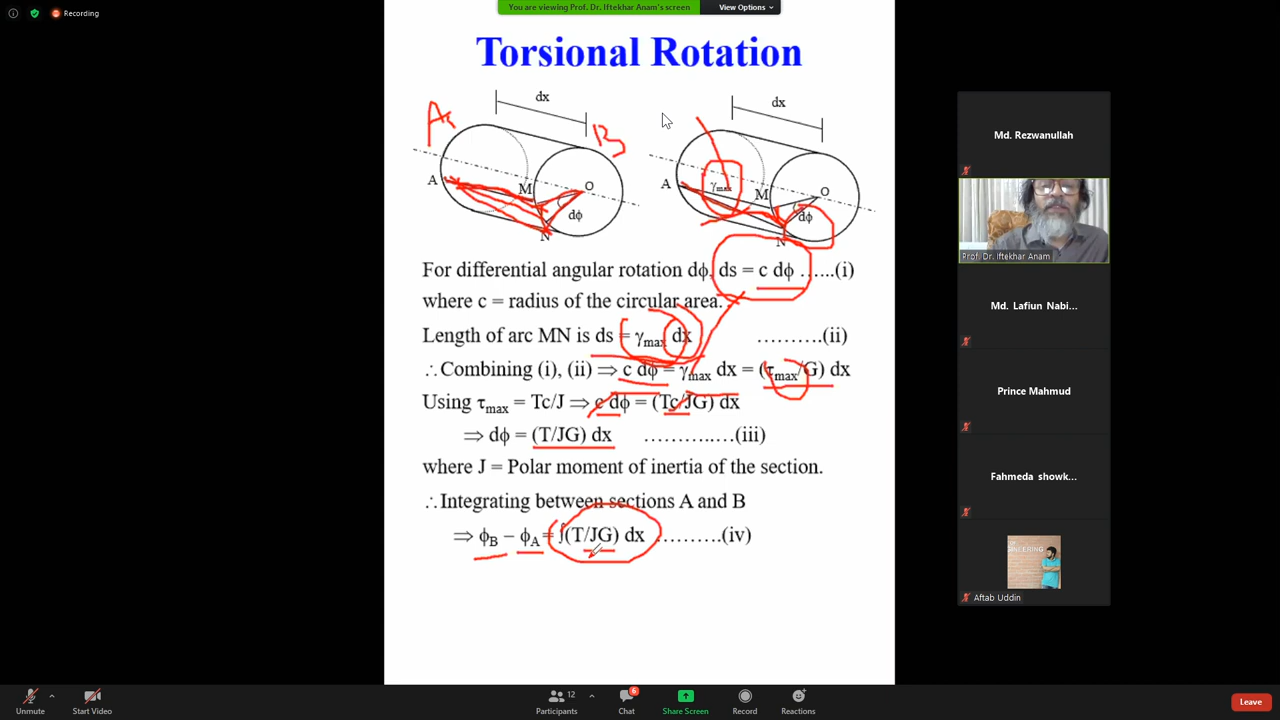 Recording
You are viewing Prof. Dr. Iftekhar Anam's screen
View Options
Torsional Rotation
dx
A
B
A
M
O
dϕ
N
dx
A
γmax
M
O
dϕ
N
For differential angular rotation dϕ, ds = c dϕ ……(i)
where c = radius of the circular area.
Length of arc MN is ds = γmax dx ……….(ii)
∴Combining (i), (ii) ⇒ c dϕ = γmax dx = (τmax/G) dx
Using τmax = Tc/J ⇒ c dϕ = (Tc/JG) dx
⇒ dϕ = (T/JG) dx ………..…(iii)
where J = Polar moment of inertia of the section.
∴Integrating between sections A and B
⇒ ϕB − ϕA = ∫(T/JG) dx ……….(iv)
Md. Rezwanullah
Prof. Dr. Iftekhar Anam
Md. Lafiun Nabi...
Prince Mahmud
Fahmeda showk...
Aftab Uddin
Unmute
Start Video
12
Participants
6
Chat
Share Screen
Record
Reactions
Leave